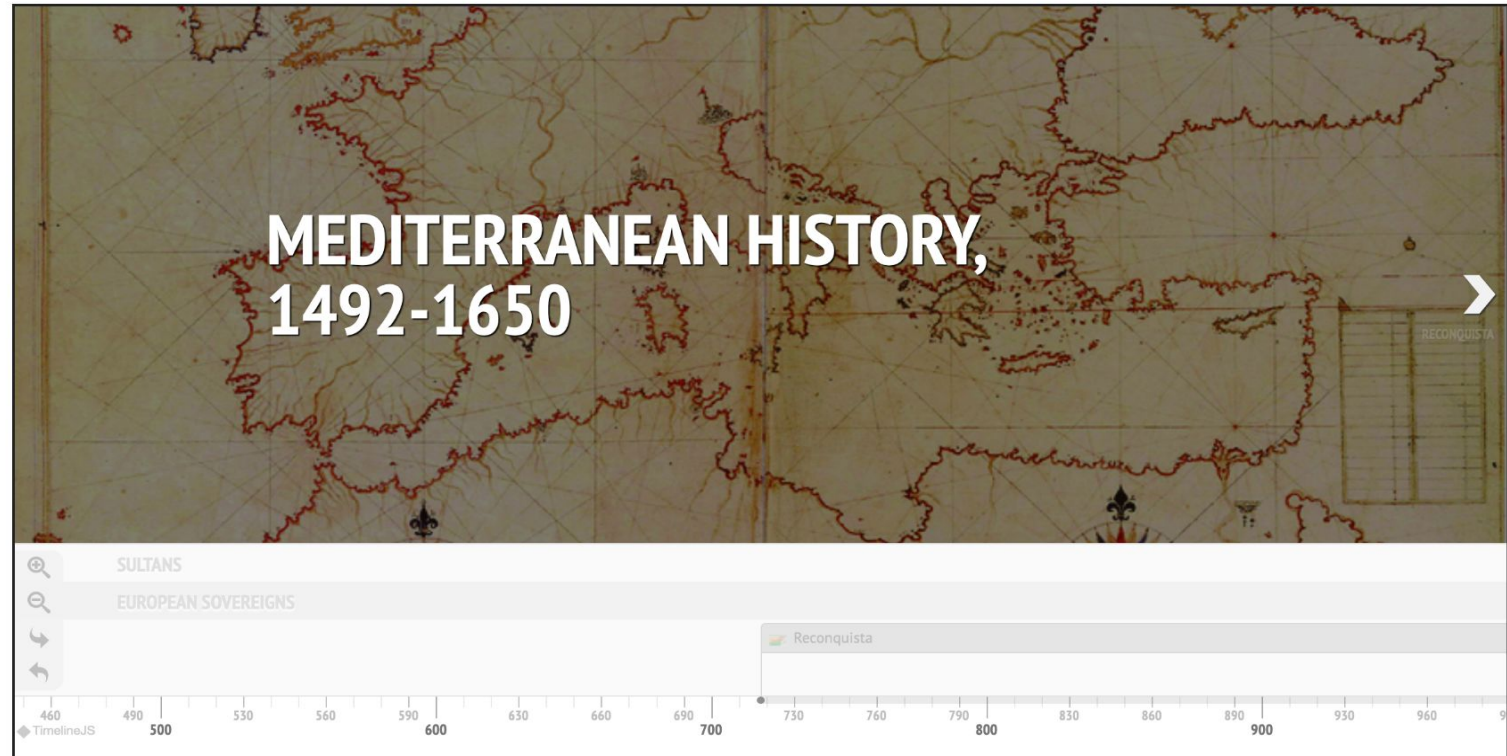 MEDITERRANEAN HISTORY,
1492-1650
RECONQUISTA
SULTANS
EUROPEAN SOVEREIGNS
Reconquista
460 490 500 530 560 590 600 630 660 690 700 730 760 790 800 830 860 890 900 930 960 9
TimelineJS